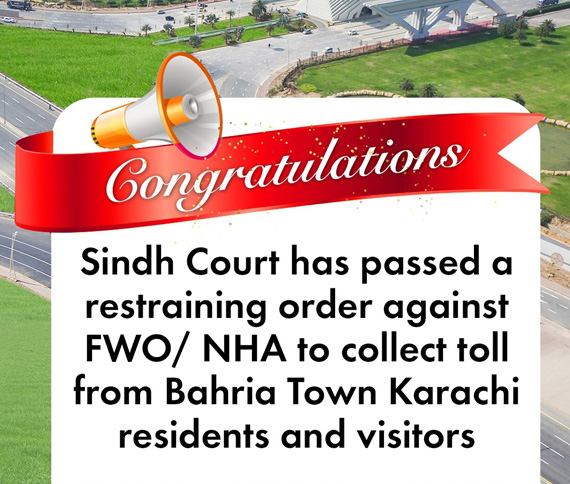 Congratulations
Sindh Court has passed a
restraining order against
FWO/ NHA to collect toll
from Bahria Town Karachi
residents and visitors